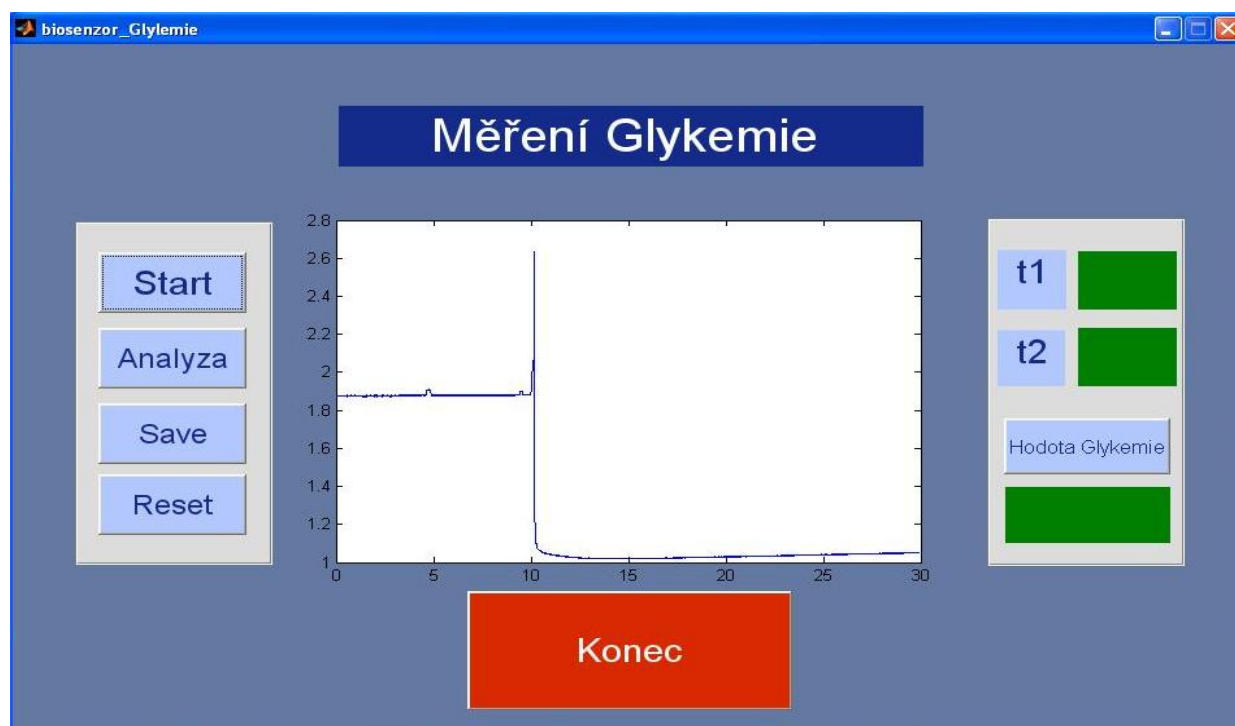 biosenzor_Glylemie
Měření Glykemie
Start
Analyza
Save
Reset
2.8
2.6
2.4
2.2
2
1.8
1.6
1.4
1.2
1
0 5 10 15 20 25 30
t1
t2
Hodota Glykemie
Konec